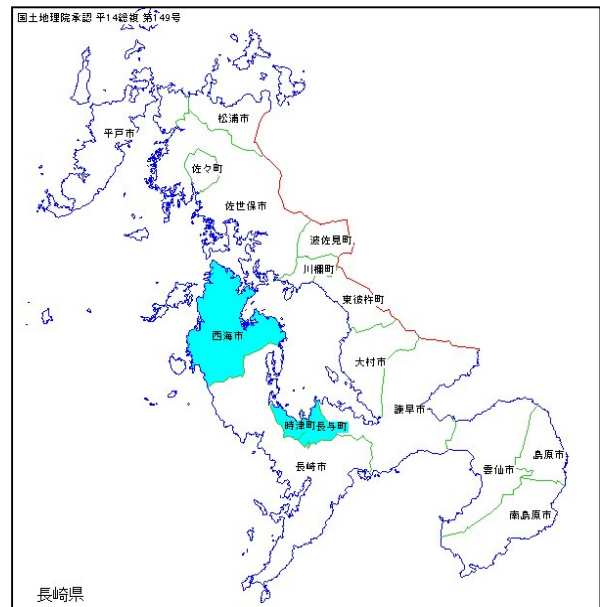 国土地理院承認 平14総複 第149号
松浦市
平戸市
佐々町
佐世保市
波佐見町
川棚町
東彼杵町
西海市
大村市
諫早市
時津町
長与町
長崎市
島原市
雲仙市
南島原市
長崎県